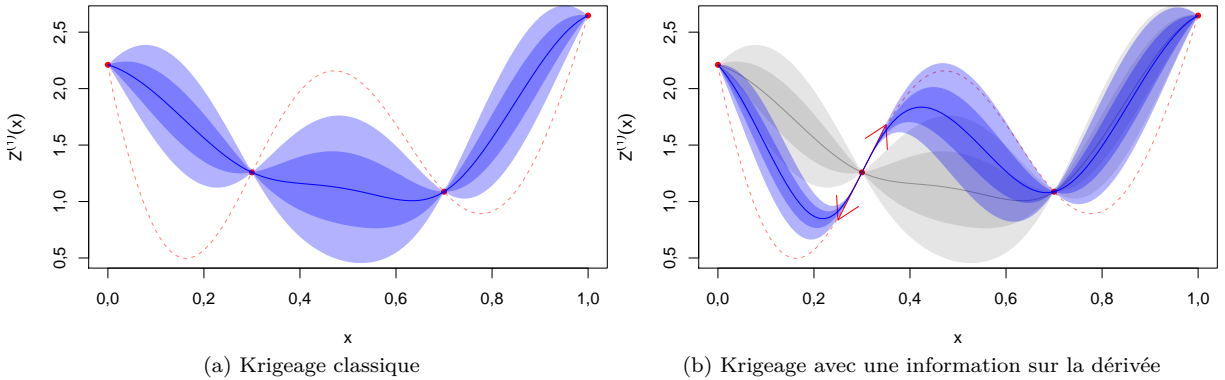 Z⁽¹⁾(x)
2.5
2.0
1.5
1.0
0.5
0,0 0,2 0,4 0,6 0,8 1,0
x
(a) Krigeage classique
Z⁽¹⁾(x)
2.5
2.0
1.5
1.0
0.5
0,0 0,2 0,4 0,6 0,8 1,0
x
(b) Krigeage avec une information sur la dérivée